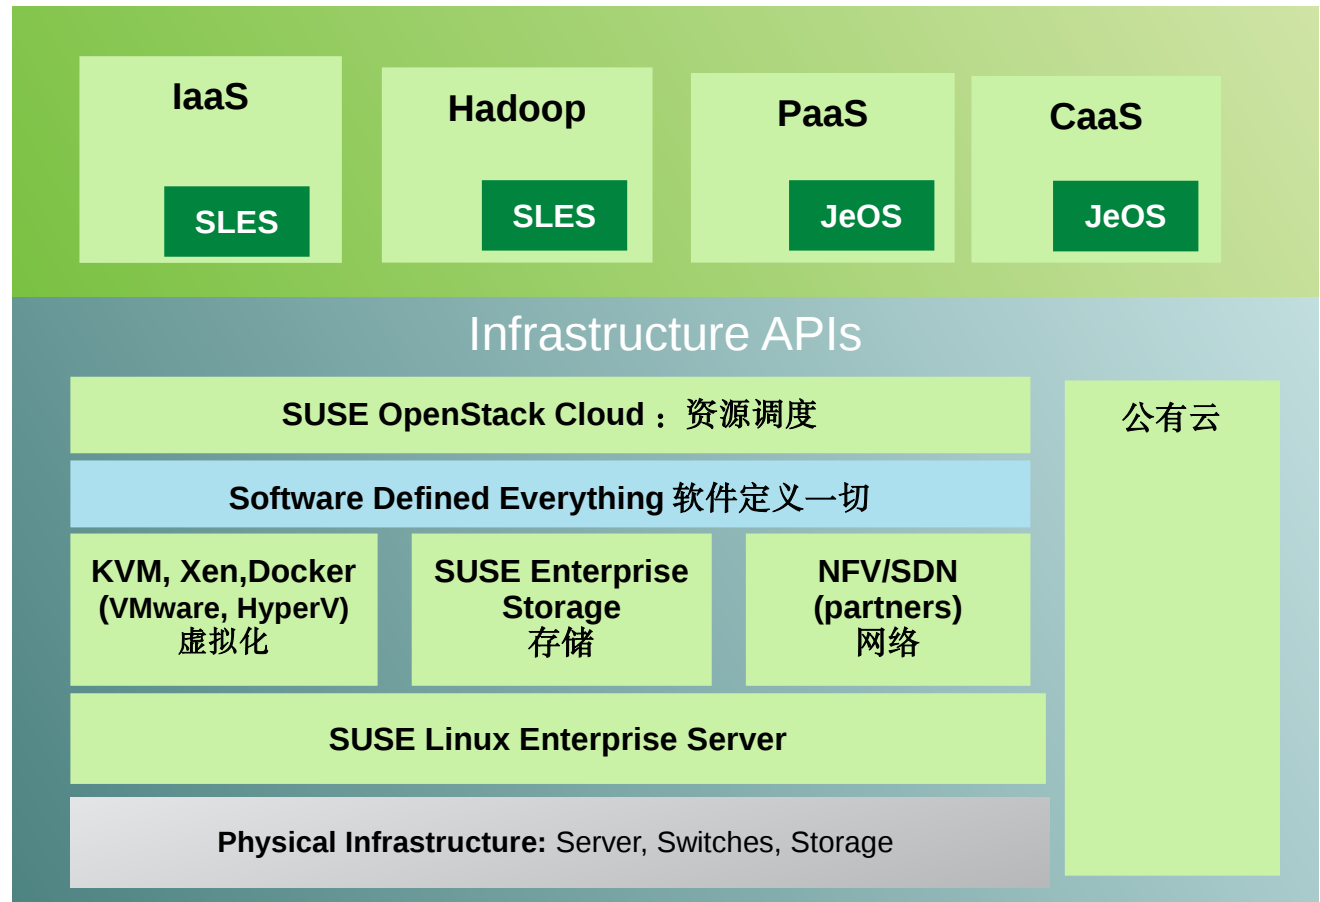 IaaS
Hadoop
PaaS
CaaS
SLES
SLES
JeOS
JeOS
Infrastructure APIs
SUSE OpenStack Cloud：资源调度
公有云
Software Defined Everything 软件定义一切
KVM, Xen,Docker
(VMware, HyperV)
虚拟化
SUSE Enterprise
Storage
存储
NFV/SDN
(partners)
网络
SUSE Linux Enterprise Server
Physical Infrastructure: Server, Switches, Storage